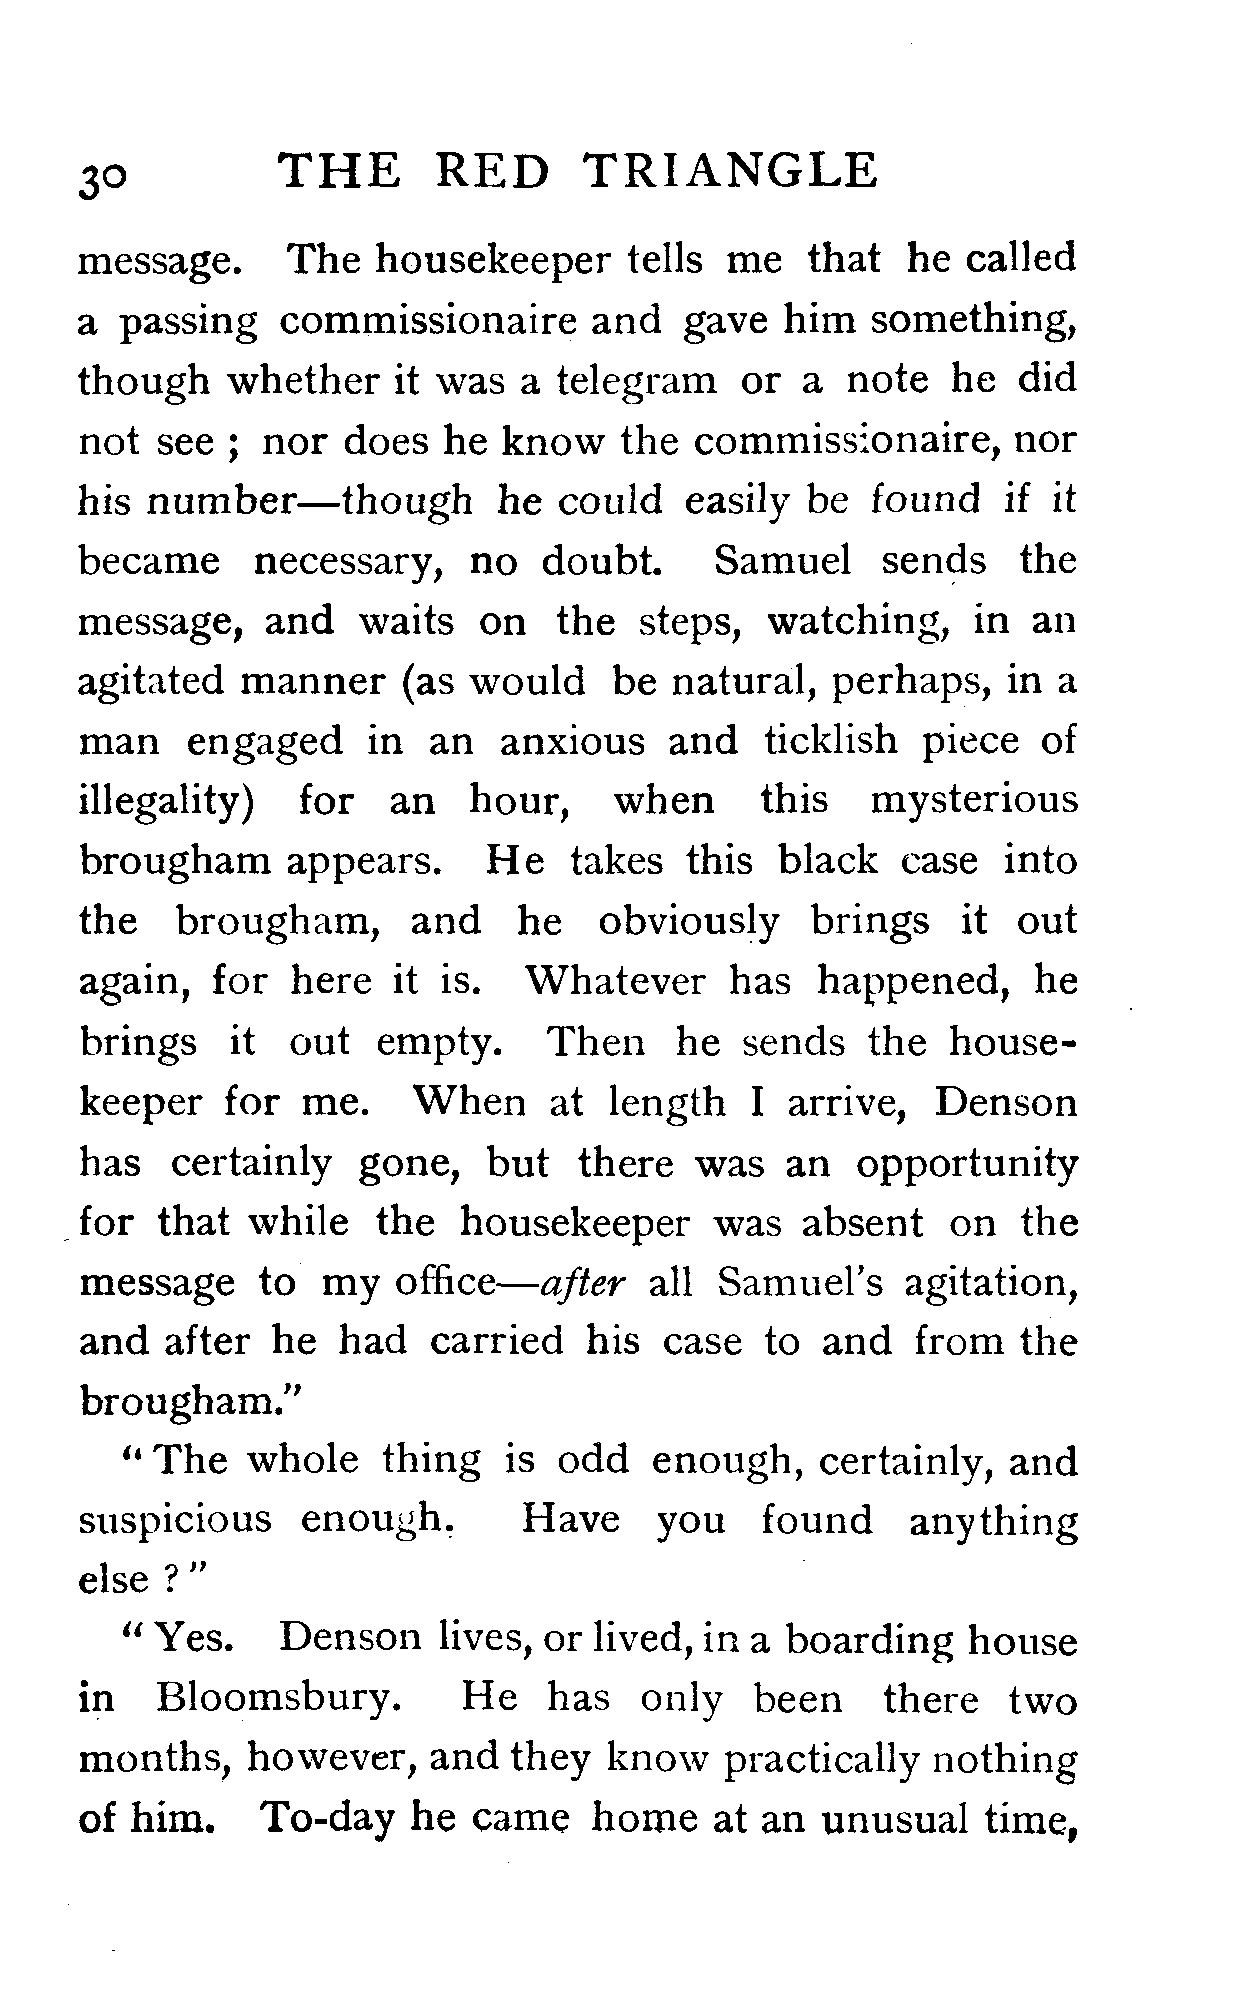 30 THE RED TRIANGLE
message. The housekeeper tells me that he called
a passing commissionaire and gave him something,
though whether it was a telegram or a note he did
not see ; nor does he know the commissionaire, nor
his number—though he could easily be found if it
became necessary, no doubt. Samuel sends the
message, and waits on the steps, watching, in an
agitated manner (as would be natural, perhaps, in a
man engaged in an anxious and ticklish piece of
illegality) for an hour, when this mysterious
brougham appears. He takes this black case into
the brougham, and he obviously brings it out
again, for here it is. Whatever has happened, he
brings it out empty. Then he sends the house-
keeper for me. When at length I arrive, Denson
has certainly gone, but there was an opportunity
for that while the housekeeper was absent on the
message to my office—after all Samuel's agitation,
and after he had carried his case to and from the
brougham."
" The whole thing is odd enough, certainly, and
suspicious enough. Have you found anything
else ? "
" Yes. Denson lives, or lived, in a boarding house
in Bloomsbury. He has only been there two
months, however, and they know practically nothing
of him. To-day he came home at an unusual time,